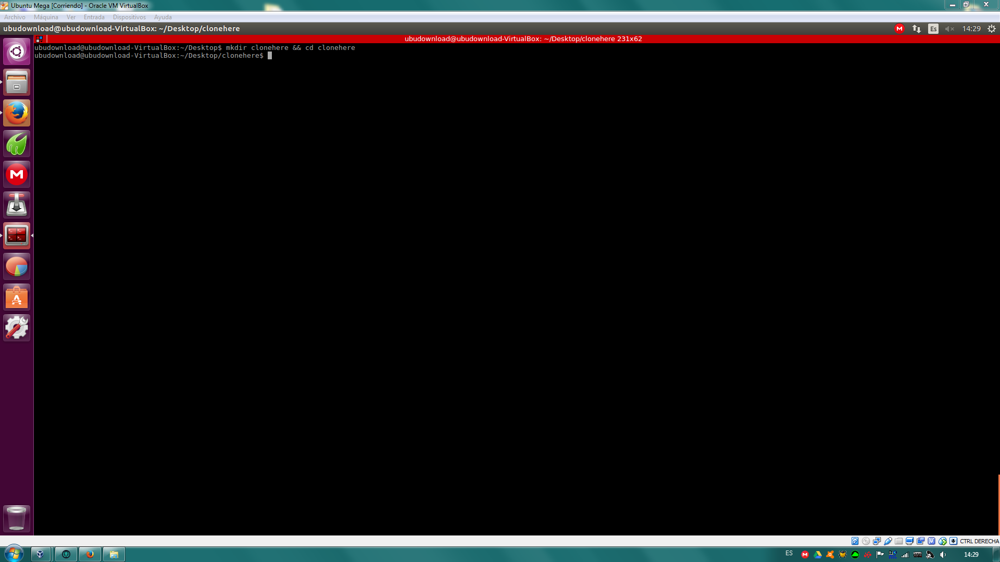 Ubuntu Mega [Corriendo] - Oracle VM VirtualBox
Archivo Máquina Ver Entrada Dispositivos Ayuda
ubudownload@ubudownload-VirtualBox: ~/Desktop/clonehere
M Es 14:29
ubudownload@ubudownload-VirtualBox: ~/Desktop/clonehere 231x62
ubudownload@ubudownload-VirtualBox:~/Desktop$ mkdir clonehere && cd clonehere
ubudownload@ubudownload-VirtualBox:~/Desktop/clonehere$
M
A
CTRL DERECHA
ES M 14:29